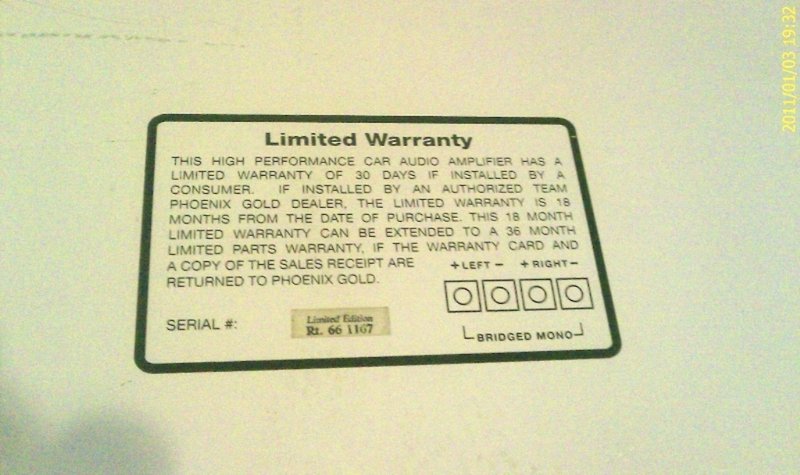 Limited Warranty
THIS HIGH PERFORMANCE CAR AUDIO AMPLIFIER HAS A
LIMITED WARRANTY OF 30 DAYS IF INSTALLED BY A
CONSUMER. IF INSTALLED BY AN AUTHORIZED TEAM
PHOENIX GOLD DEALER, THE LIMITED WARRANTY IS 18
MONTHS FROM THE DATE OF PURCHASE. THIS 18 MONTH
LIMITED WARRANTY CAN BE EXTENDED TO A 36 MONTH
LIMITED PARTS WARRANTY, IF THE WARRANTY CARD AND
A COPY OF THE SALES RECEIPT ARE
RETURNED TO PHOENIX GOLD.
+LEFT− +RIGHT−
BRIDGED MONO
SERIAL #:
Limited Edition
Rt. 66 1167
2011/01/03 19:32